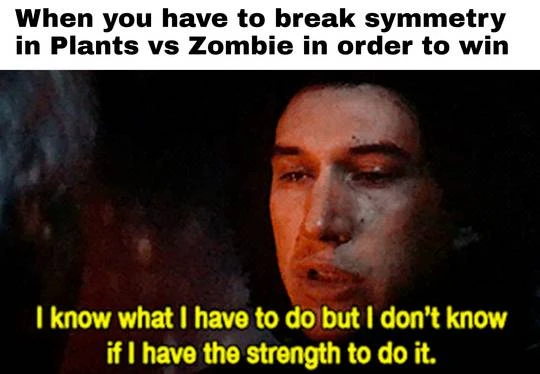 When you have to break symmetry
in Plants vs Zombie in order to win
I know what I have to do but I don't know
if I have the strength to do it.